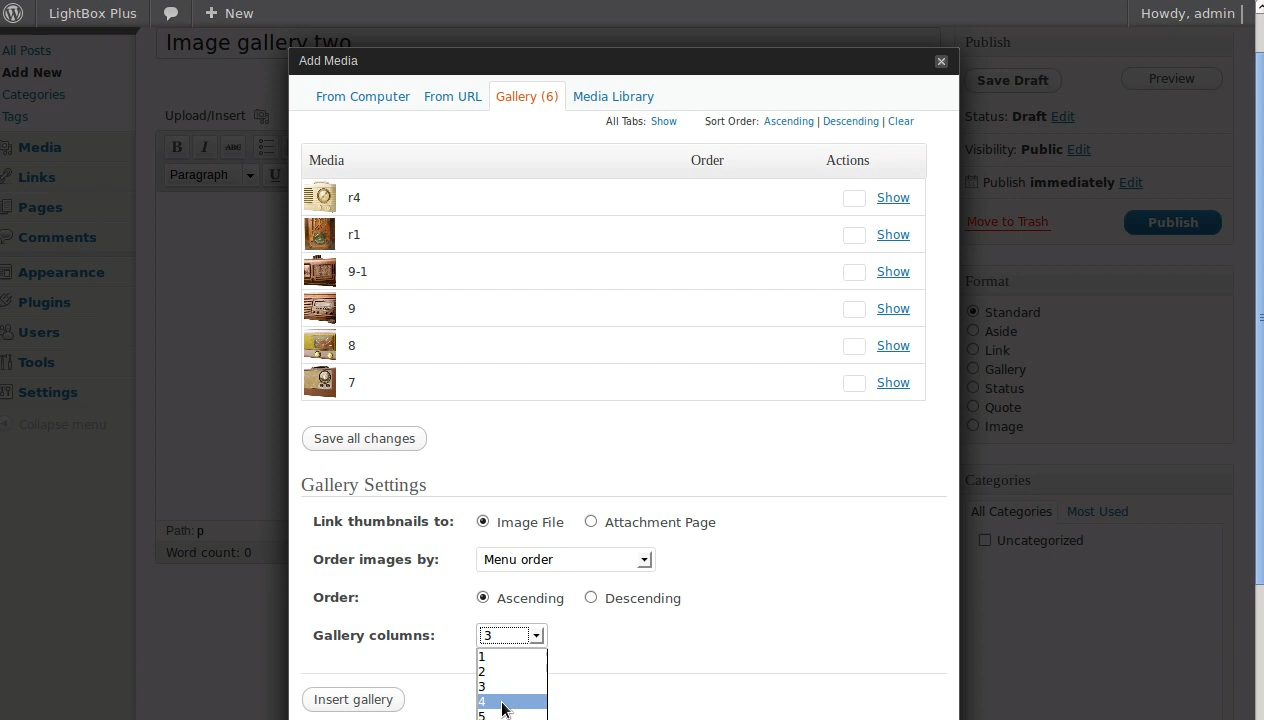 LightBox Plus
New
Howdy, admin
All Posts
Add New
Categories
Tags
Media
Links
Pages
Comments
Appearance
Plugins
Users
Tools
Settings
Collapse menu
Image gallery two
Upload/Insert
B I ABC
Paragraph U
Path: p
Word count: 0
Add Media
From Computer From URL Gallery (6) Media Library
All Tabs: Show Sort Order: Ascending | Descending | Clear
Media Order Actions
r4 Show
r1 Show
9-1 Show
9 Show
8 Show
7 Show
Save all changes
Gallery Settings
Link thumbnails to: Image File Attachment Page
Order images by: Menu order
Order: Ascending Descending
Gallery columns: 3
1
2
3
4
5
Insert gallery
Publish
Save Draft Preview
Status: Draft Edit
Visibility: Public Edit
Publish immediately Edit
Move to Trash Publish
Format
Standard
Aside
Link
Gallery
Status
Quote
Image
Categories
All Categories Most Used
Uncategorized